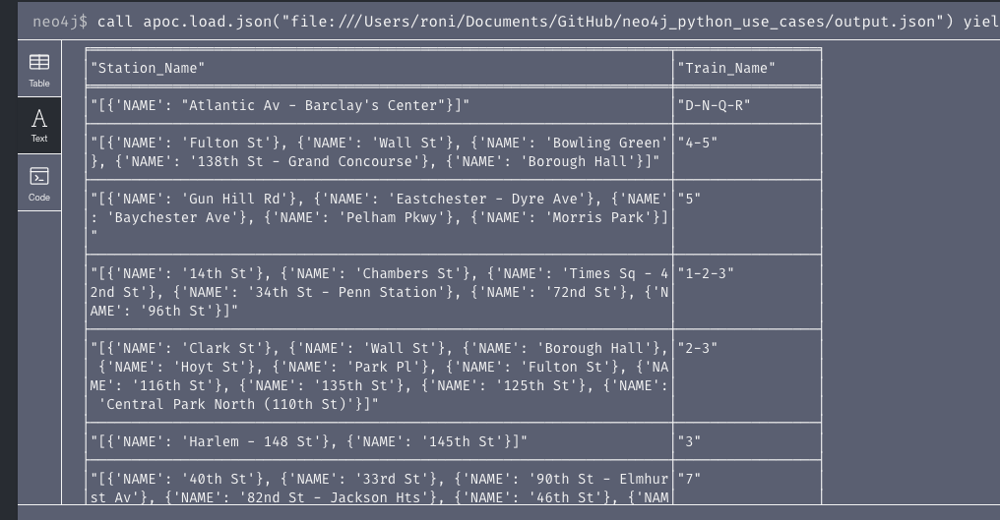 neo4j$ call apoc.load.json("file:///Users/roni/Documents/GitHub/neo4j_python_use_cases/output.json") yiel
Table
Text
Code
"Station_Name" "Train_Name"
"[{'NAME': "Atlantic Av - Barclay's Center"}]" "D-N-Q-R"
"[{'NAME': 'Fulton St'}, {'NAME': 'Wall St'}, {'NAME': 'Bowling Green' "4-5"
}, {'NAME': '138th St - Grand Concourse'}, {'NAME': 'Borough Hall'}]"
"[{'NAME': 'Gun Hill Rd'}, {'NAME': 'Eastchester - Dyre Ave'}, {'NAME' "5"
: 'Baychester Ave'}, {'NAME': 'Pelham Pkwy'}, {'NAME': 'Morris Park'}]
"
"[{'NAME': '14th St'}, {'NAME': 'Chambers St'}, {'NAME': 'Times Sq - 4 "1-2-3"
2nd St'}, {'NAME': '34th St - Penn Station'}, {'NAME': '72nd St'}, {'N
AME': '96th St'}]"
"[{'NAME': 'Clark St'}, {'NAME': 'Wall St'}, {'NAME': 'Borough Hall'}, "2-3"
{'NAME': 'Hoyt St'}, {'NAME': 'Park Pl'}, {'NAME': 'Fulton St'}, {'NA
ME': '116th St'}, {'NAME': '135th St'}, {'NAME': '125th St'}, {'NAME':
'Central Park North (110th St)'}]"
"[{'NAME': 'Harlem - 148 St'}, {'NAME': '145th St'}]" "3"
"[{'NAME': '40th St'}, {'NAME': '33rd St'}, {'NAME': '90th St - Elmhur "7"
st Av'}, {'NAME': '82nd St - Jackson Hts'}, {'NAME': '46th St'}, {'NAM